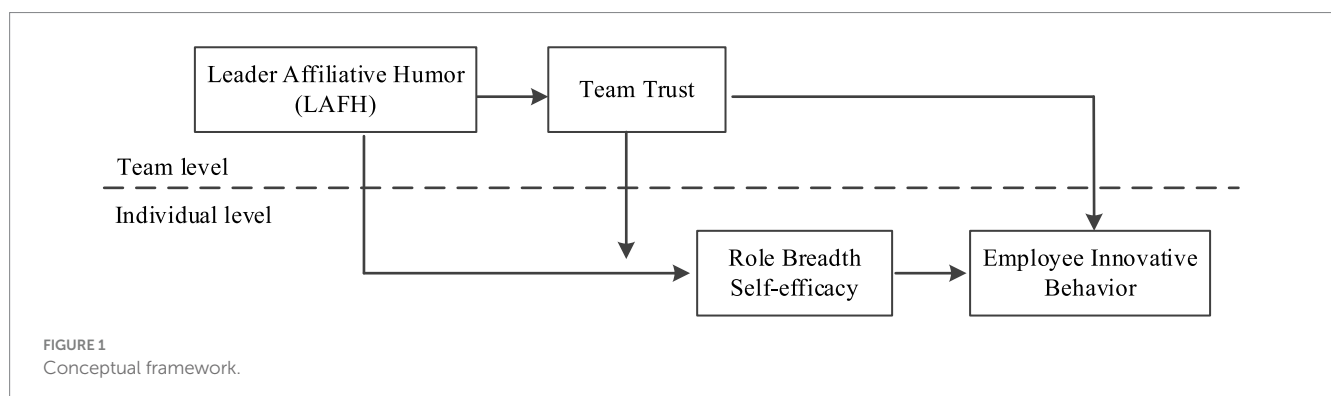 Leader Affiliative Humor
(LAFH)
Team Trust
Team level
Individual level
Role Breadth
Self-efficacy
Employee Innovative
Behavior
FIGURE 1
Conceptual framework.